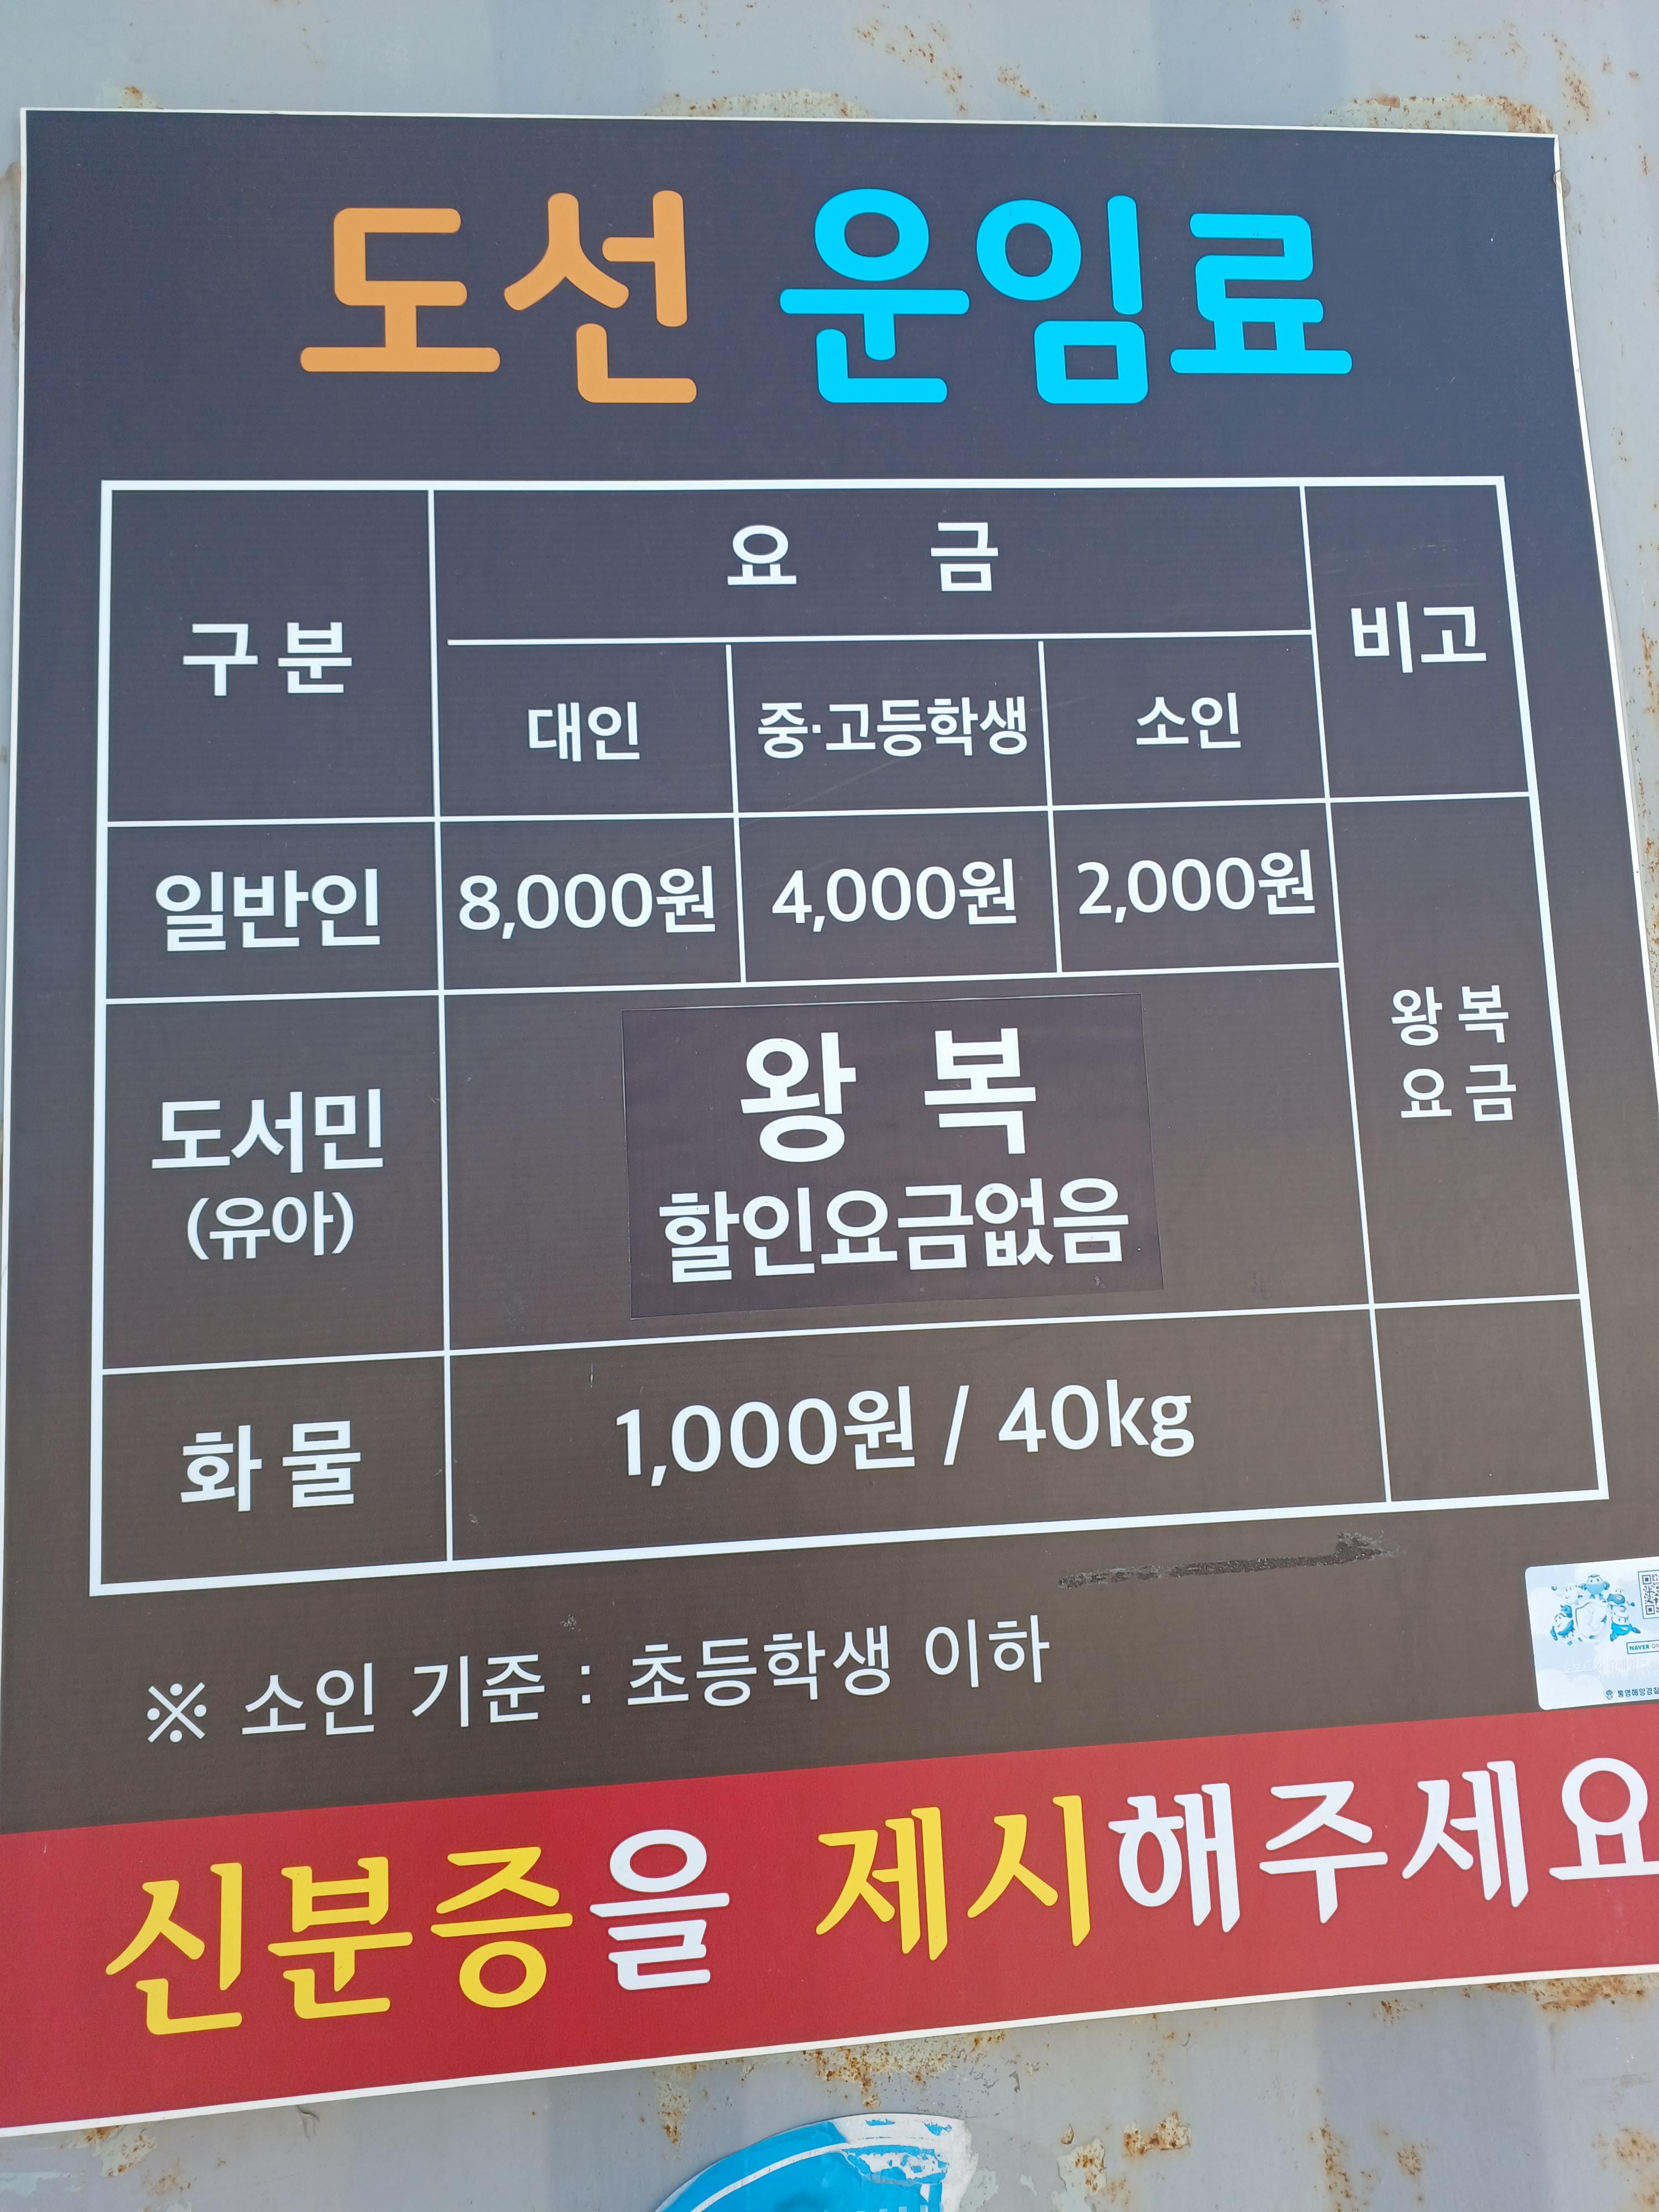 도선 운임료
구분
요 금
비고
대인
중·고등학생
소인
일반인
8,000원
4,000원
2,000원
왕복
요금
도서민
(유아)
왕 복
할인요금없음
화물
1,000원 / 40kg
※ 소인 기준 : 초등학생 이하
NAVER
신분증을 제시해주세요